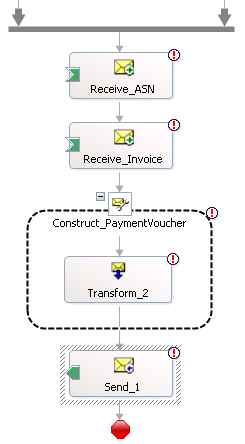 Receive_ASN
Receive_Invoice
Construct_PaymentVoucher
Transform_2
Send_1